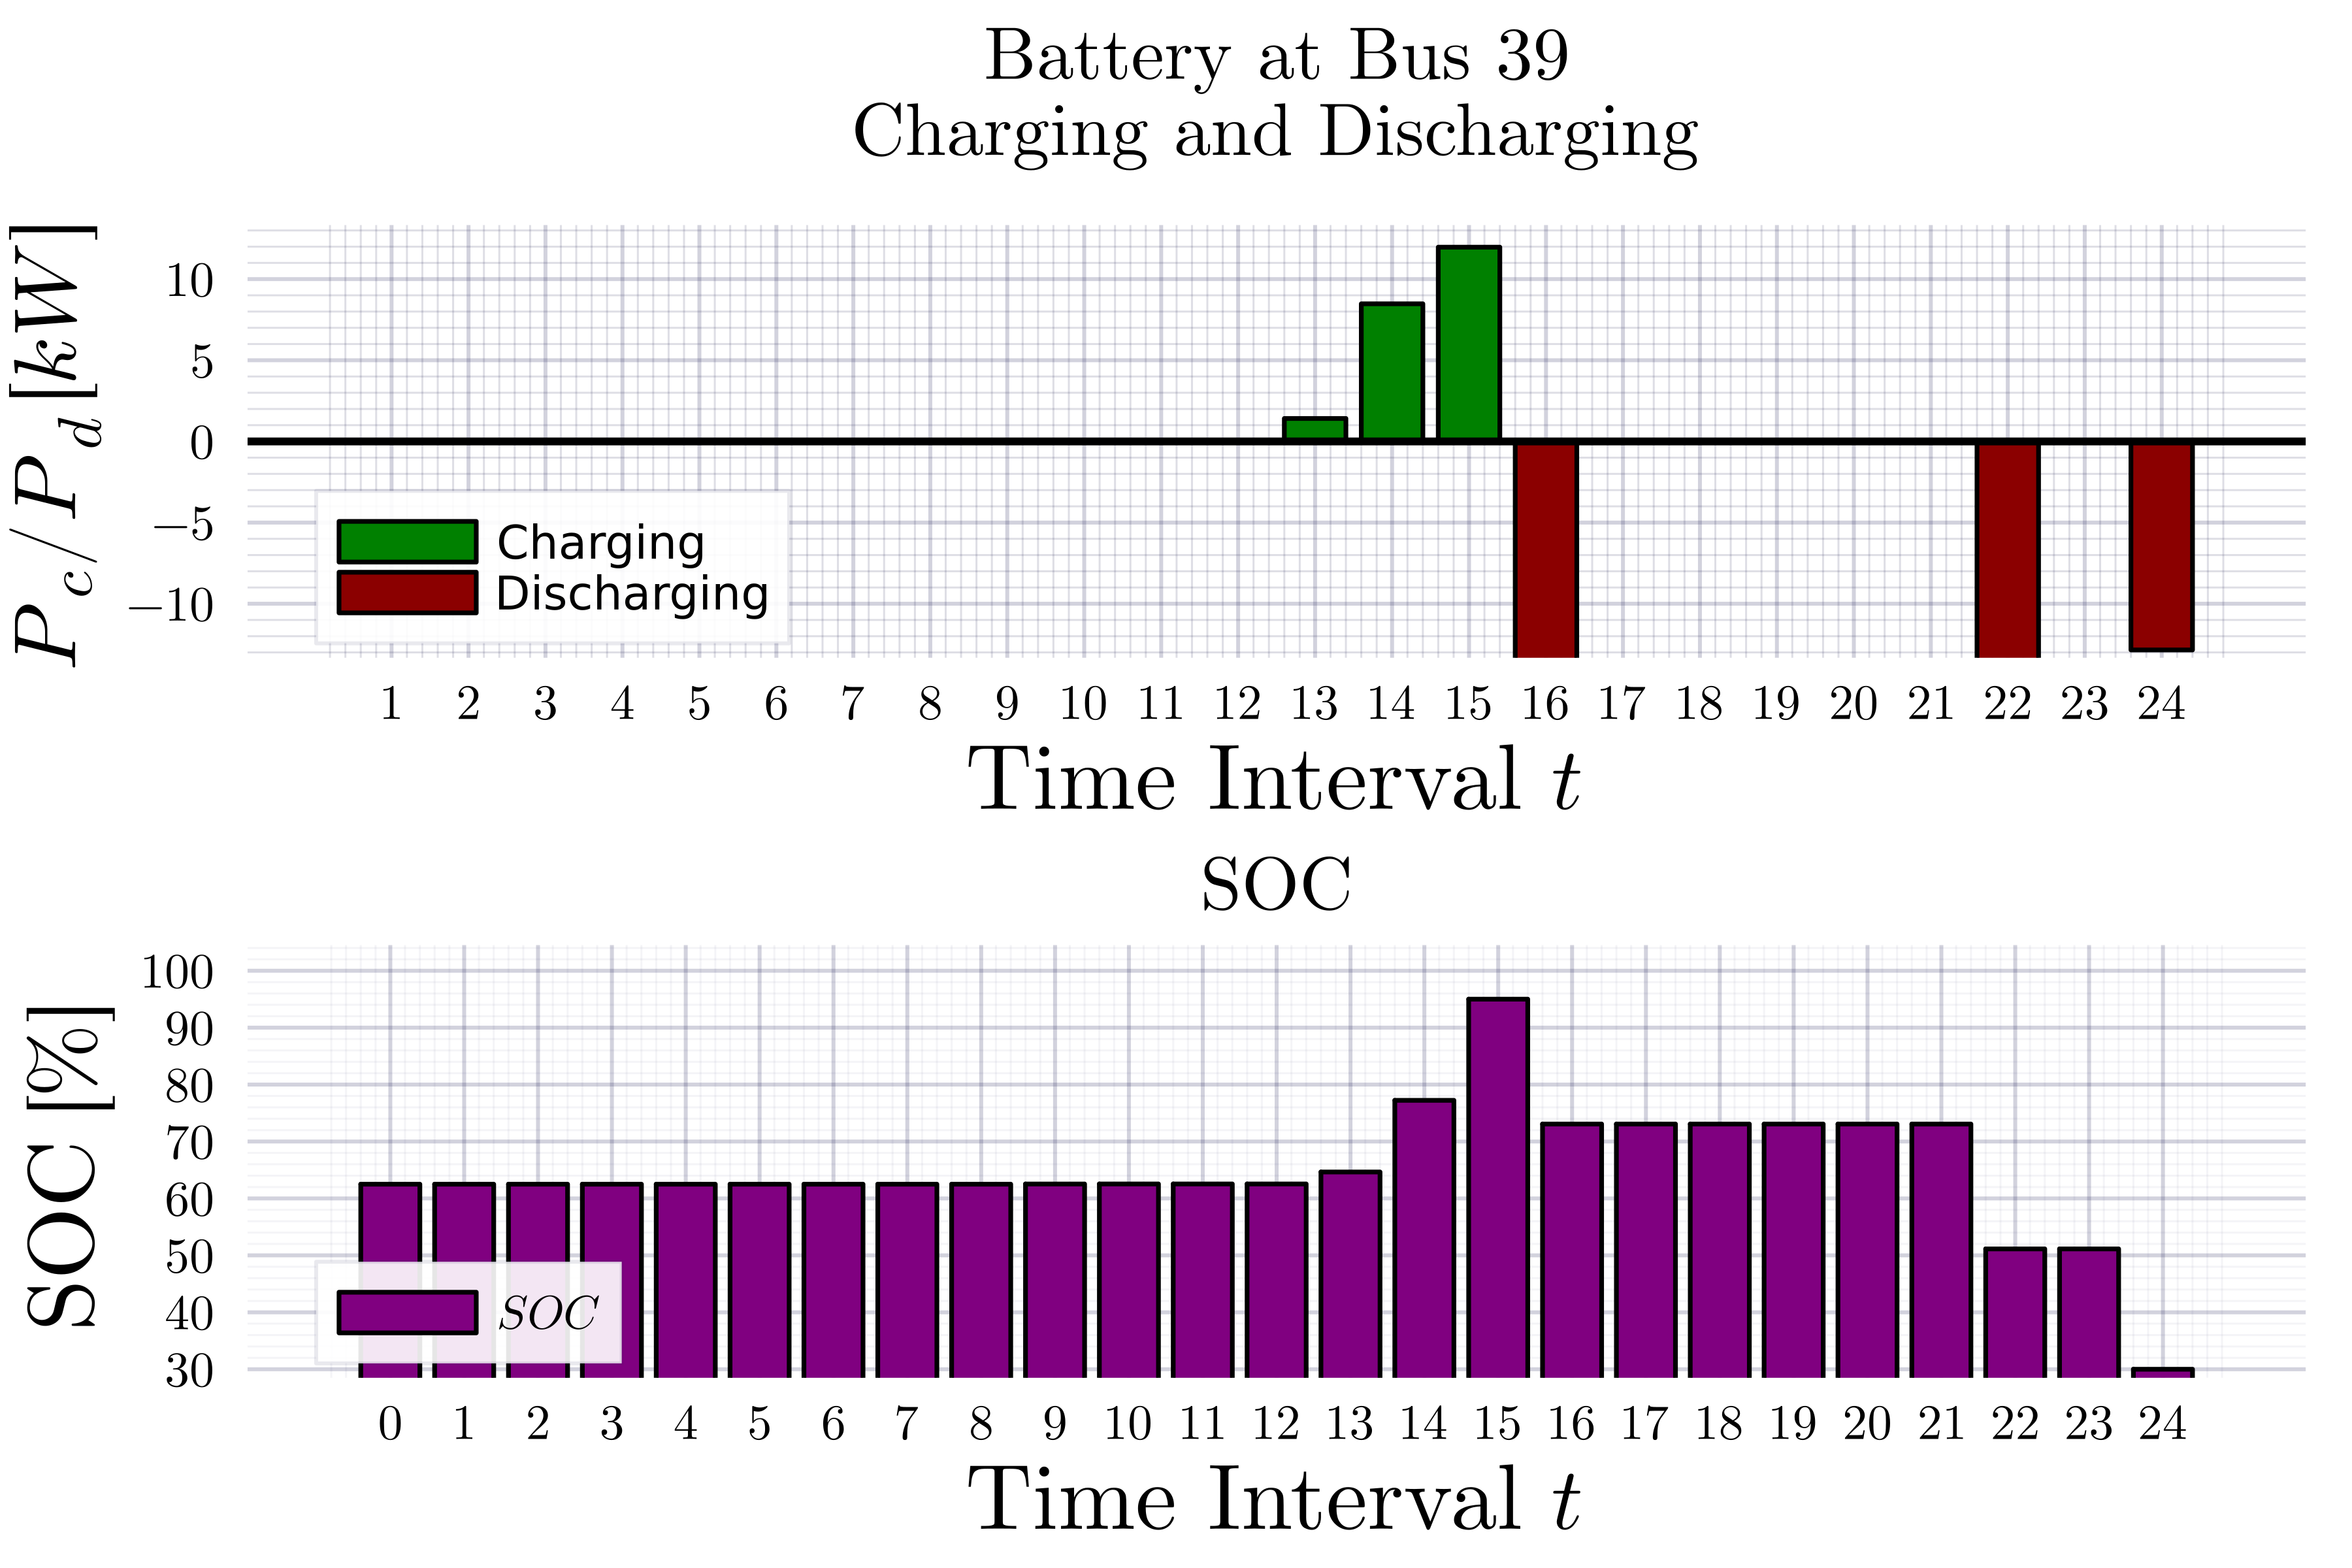 Battery at Bus 39
Charging and Discharging
P_c/P_d [kW]
10
5
0
−5
−10
Charging
Discharging
1 2 3 4 5 6 7 8 9 10 11 12 13 14 15 16 17 18 19 20 21 22 23 24
Time Interval t
SOC
SOC [%]
100
90
80
70
60
50
40
30
SOC
0 1 2 3 4 5 6 7 8 9 10 11 12 13 14 15 16 17 18 19 20 21 22 23 24
Time Interval t